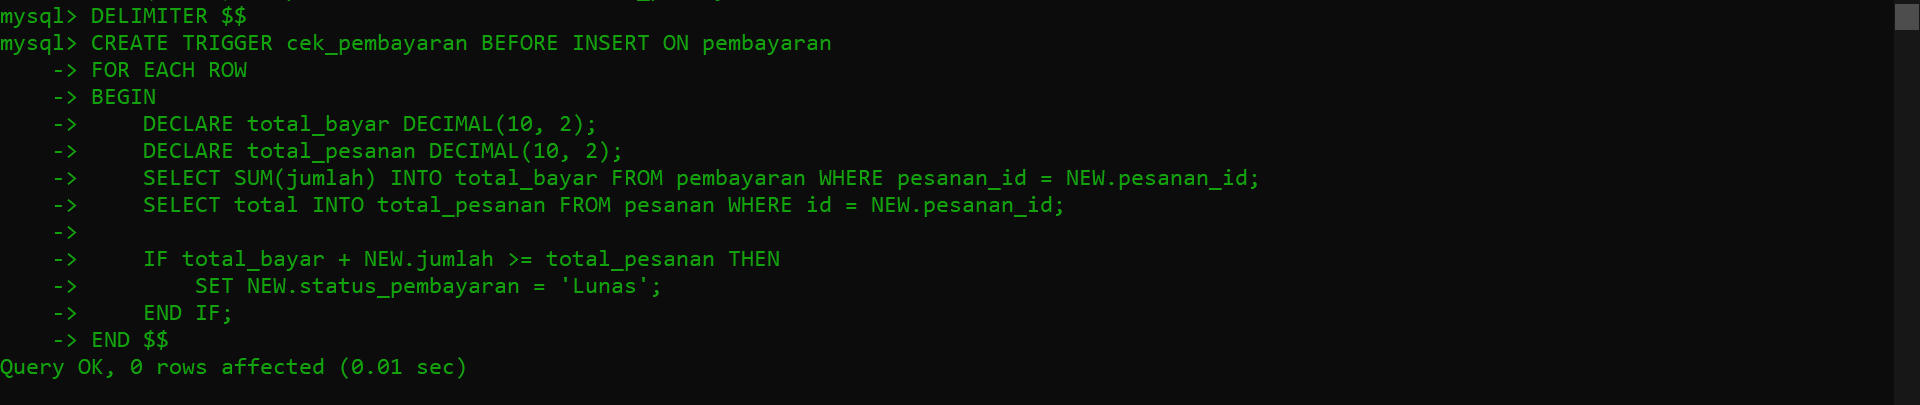 mysql> DELIMITER $$
mysql> CREATE TRIGGER cek_pembayaran BEFORE INSERT ON pembayaran
    -> FOR EACH ROW
    -> BEGIN
    ->     DECLARE total_bayar DECIMAL(10, 2);
    ->     DECLARE total_pesanan DECIMAL(10, 2);
    ->     SELECT SUM(jumlah) INTO total_bayar FROM pembayaran WHERE pesanan_id = NEW.pesanan_id;
    ->     SELECT total INTO total_pesanan FROM pesanan WHERE id = NEW.pesanan_id;
    ->
    ->     IF total_bayar + NEW.jumlah >= total_pesanan THEN
    ->         SET NEW.status_pembayaran = 'Lunas';
    ->     END IF;
    -> END $$
Query OK, 0 rows affected (0.01 sec)